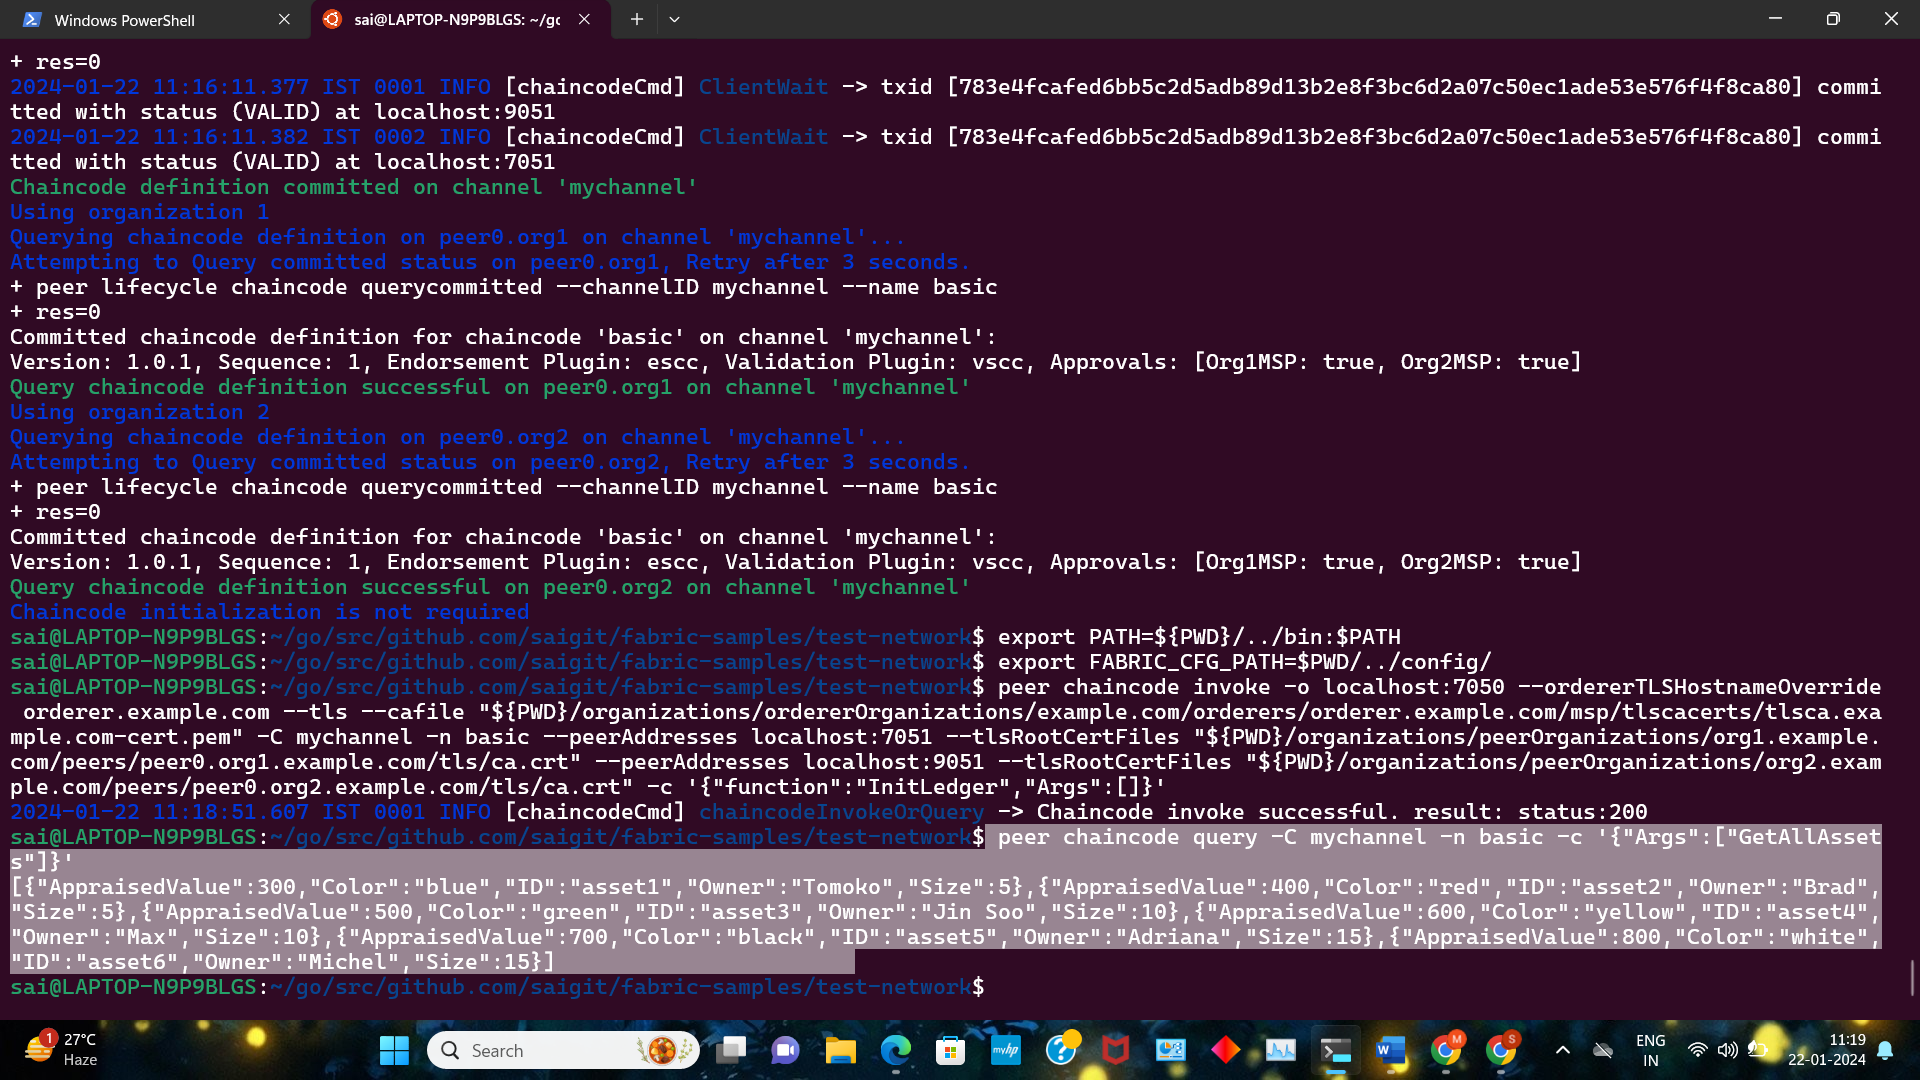 Windows PowerShell
sai@LAPTOP-N9P9BLGS: ~/go
+ res=0
2024-01-22 11:16:11.377 IST 0001 INFO [chaincodeCmd] ClientWait -> txid [783e4fcafed6bb5c2d5adb89d13b2e8f3bc6d2a07c50ec1ade53e576f4f8ca80] commi
tted with status (VALID) at localhost:9051
2024-01-22 11:16:11.382 IST 0002 INFO [chaincodeCmd] ClientWait -> txid [783e4fcafed6bb5c2d5adb89d13b2e8f3bc6d2a07c50ec1ade53e576f4f8ca80] commi
tted with status (VALID) at localhost:7051
Chaincode definition committed on channel 'mychannel'
Using organization 1
Querying chaincode definition on peer0.org1 on channel 'mychannel'...
Attempting to Query committed status on peer0.org1, Retry after 3 seconds.
+ peer lifecycle chaincode querycommitted --channelID mychannel --name basic
+ res=0
Committed chaincode definition for chaincode 'basic' on channel 'mychannel':
Version: 1.0.1, Sequence: 1, Endorsement Plugin: escc, Validation Plugin: vscc, Approvals: [Org1MSP: true, Org2MSP: true]
Query chaincode definition successful on peer0.org1 on channel 'mychannel'
Using organization 2
Querying chaincode definition on peer0.org2 on channel 'mychannel'...
Attempting to Query committed status on peer0.org2, Retry after 3 seconds.
+ peer lifecycle chaincode querycommitted --channelID mychannel --name basic
+ res=0
Committed chaincode definition for chaincode 'basic' on channel 'mychannel':
Version: 1.0.1, Sequence: 1, Endorsement Plugin: escc, Validation Plugin: vscc, Approvals: [Org1MSP: true, Org2MSP: true]
Query chaincode definition successful on peer0.org2 on channel 'mychannel'
Chaincode initialization is not required
sai@LAPTOP-N9P9BLGS:~/go/src/github.com/saigit/fabric-samples/test-network$ export PATH=${PWD}/../bin:$PATH
sai@LAPTOP-N9P9BLGS:~/go/src/github.com/saigit/fabric-samples/test-network$ export FABRIC_CFG_PATH=$PWD/../config/
sai@LAPTOP-N9P9BLGS:~/go/src/github.com/saigit/fabric-samples/test-network$ peer chaincode invoke -o localhost:7050 --ordererTLSHostnameOverride
 orderer.example.com --tls --cafile "${PWD}/organizations/ordererOrganizations/example.com/orderers/orderer.example.com/msp/tlscacerts/tlsca.exa
mple.com-cert.pem" -C mychannel -n basic --peerAddresses localhost:7051 --tlsRootCertFiles "${PWD}/organizations/peerOrganizations/org1.example.
com/peers/peer0.org1.example.com/tls/ca.crt" --peerAddresses localhost:9051 --tlsRootCertFiles "${PWD}/organizations/peerOrganizations/org2.exam
ple.com/peers/peer0.org2.example.com/tls/ca.crt" -c '{"function":"InitLedger","Args":[]}'
2024-01-22 11:18:51.607 IST 0001 INFO [chaincodeCmd] chaincodeInvokeOrQuery -> Chaincode invoke successful. result: status:200
sai@LAPTOP-N9P9BLGS:~/go/src/github.com/saigit/fabric-samples/test-network$ peer chaincode query -C mychannel -n basic -c '{"Args":["GetAllAsset
s"]}'
[{"AppraisedValue":300,"Color":"blue","ID":"asset1","Owner":"Tomoko","Size":5},{"AppraisedValue":400,"Color":"red","ID":"asset2","Owner":"Brad",
"Size":5},{"AppraisedValue":500,"Color":"green","ID":"asset3","Owner":"Jin Soo","Size":10},{"AppraisedValue":600,"Color":"yellow","ID":"asset4",
"Owner":"Max","Size":10},{"AppraisedValue":700,"Color":"black","ID":"asset5","Owner":"Adriana","Size":15},{"AppraisedValue":800,"Color":"white",
"ID":"asset6","Owner":"Michel","Size":15}]
sai@LAPTOP-N9P9BLGS:~/go/src/github.com/saigit/fabric-samples/test-network$
1
27°C
Haze
Search
myhp
?
W
M
S
ENG
IN
11:19
22-01-2024